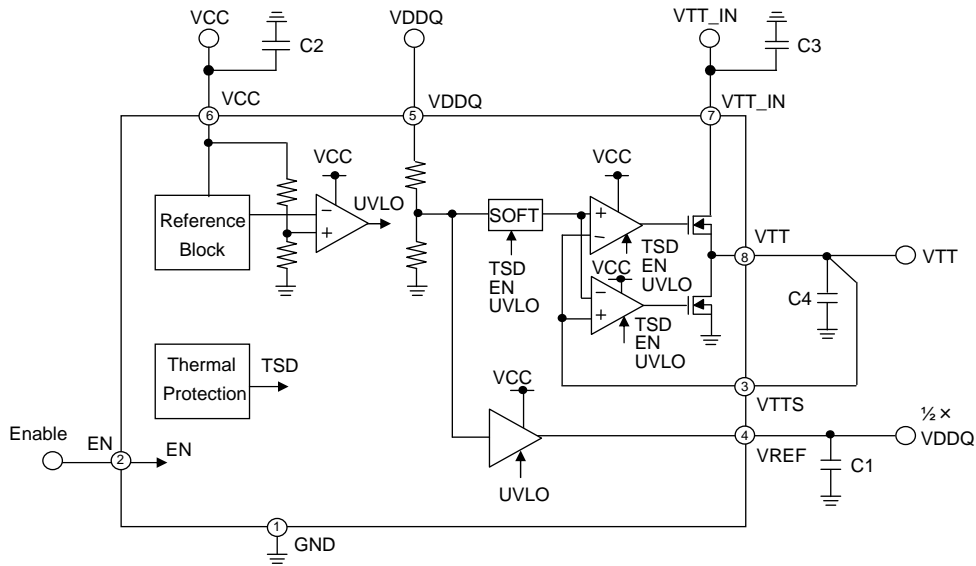 VCC
C2
VDDQ
VTT_IN
C3
6
VCC
5
VDDQ
7
VTT_IN
VCC
UVLO
Reference
Block
−
+
SOFT
TSD
EN
UVLO
VCC
+
−
TSD
EN
UVLO
VCC
−
+
TSD
EN
UVLO
VTT
8
VTT
C4
3
VTTS
Thermal
Protection
TSD
VCC
UVLO
4
VREF
½ ×
VDDQ
C1
Enable
EN
2
EN
1
GND